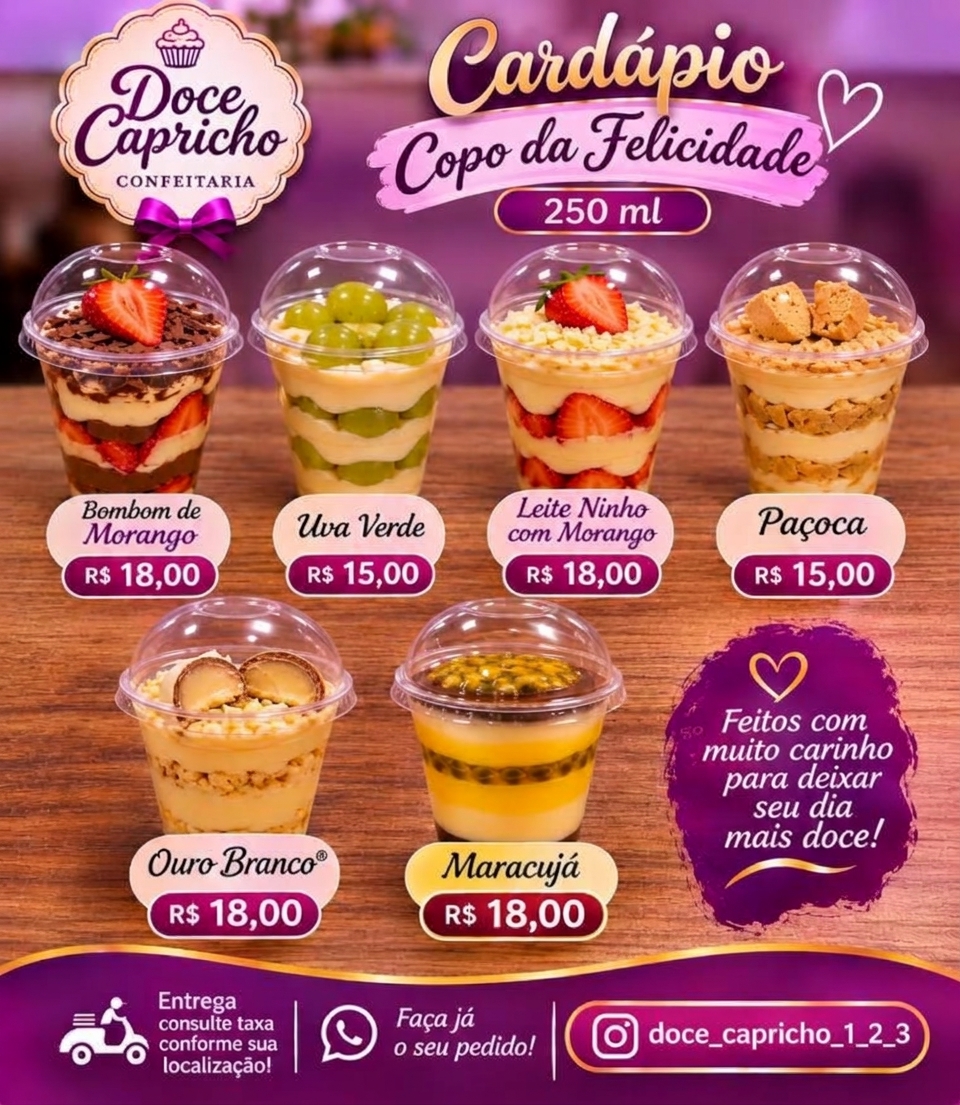 Doce
Capricho
CONFEITARIA
Cardápio
Copo da Felicidade
250 ml
Bombom de
Morango
R$ 18,00
Uva Verde
R$ 15,00
Leite Ninho
com Morango
R$ 18,00
Paçoca
R$ 15,00
Ouro Branco®
R$ 18,00
Maracujá
R$ 18,00
Feitos com
muito carinho
para deixar
seu dia
mais doce!
Entrega
consulte taxa
conforme sua
localização!
Faça já
o seu pedido!
doce_capricho_1_2_3